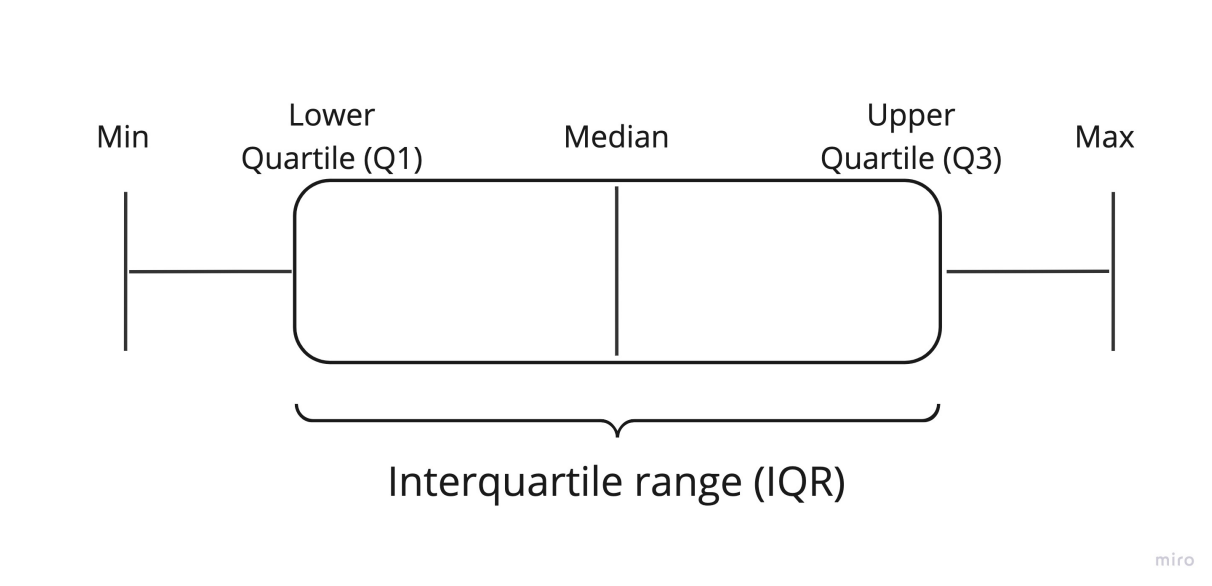 Min
Lower
Quartile (Q1)
Median
Upper
Quartile (Q3)
Max
Interquartile range (IQR)
miro